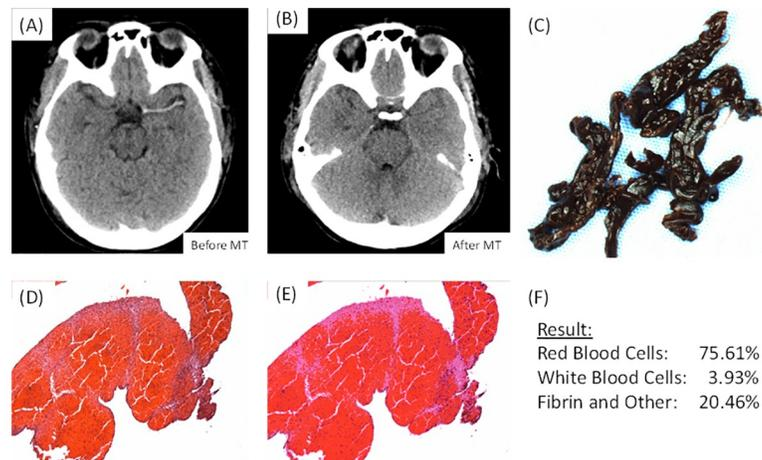 (A)
Before MT
(B)
After MT
(C)
(D)
(E)
(F)
Result:
Red Blood Cells: 75.61%
White Blood Cells: 3.93%
Fibrin and Other: 20.46%